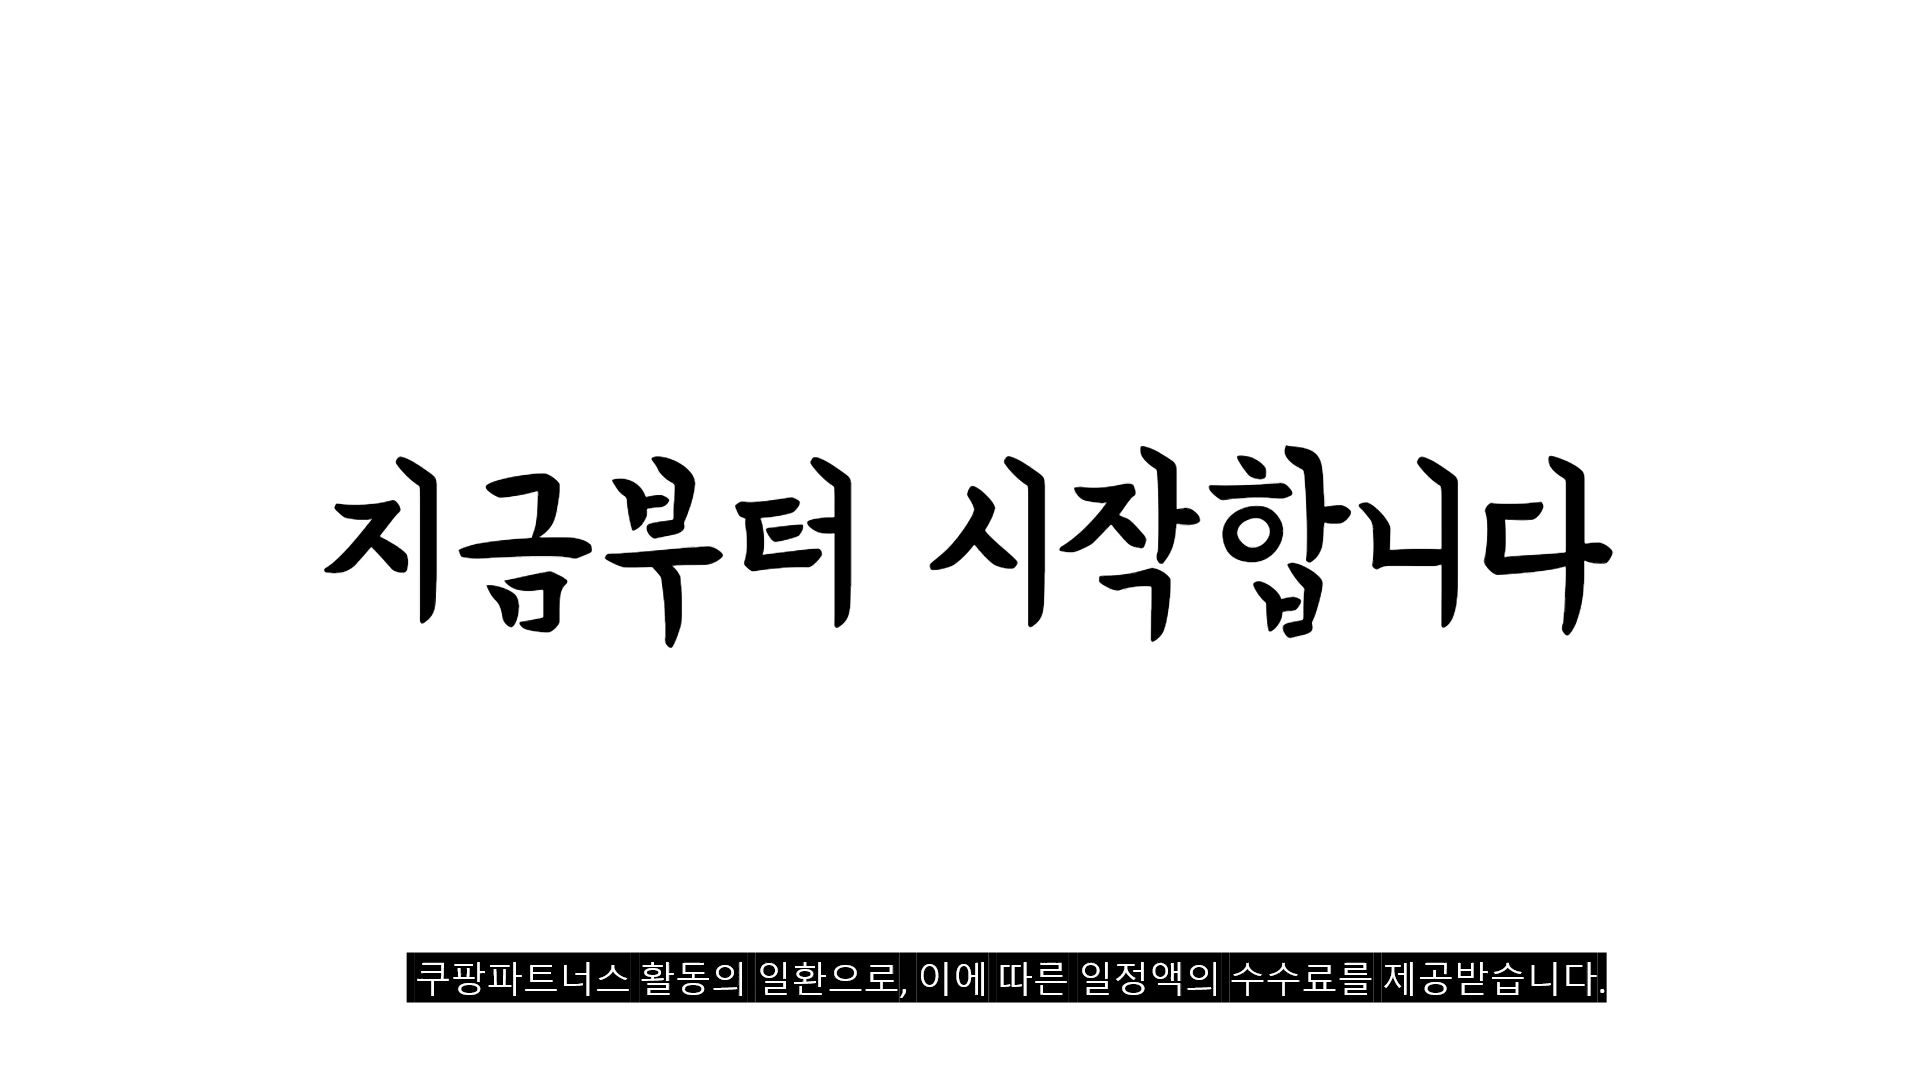 지금부터 시작합니다
쿠팡파트너스 활동의 일환으로, 이에 따른 일정액의 수수료를 제공받습니다.